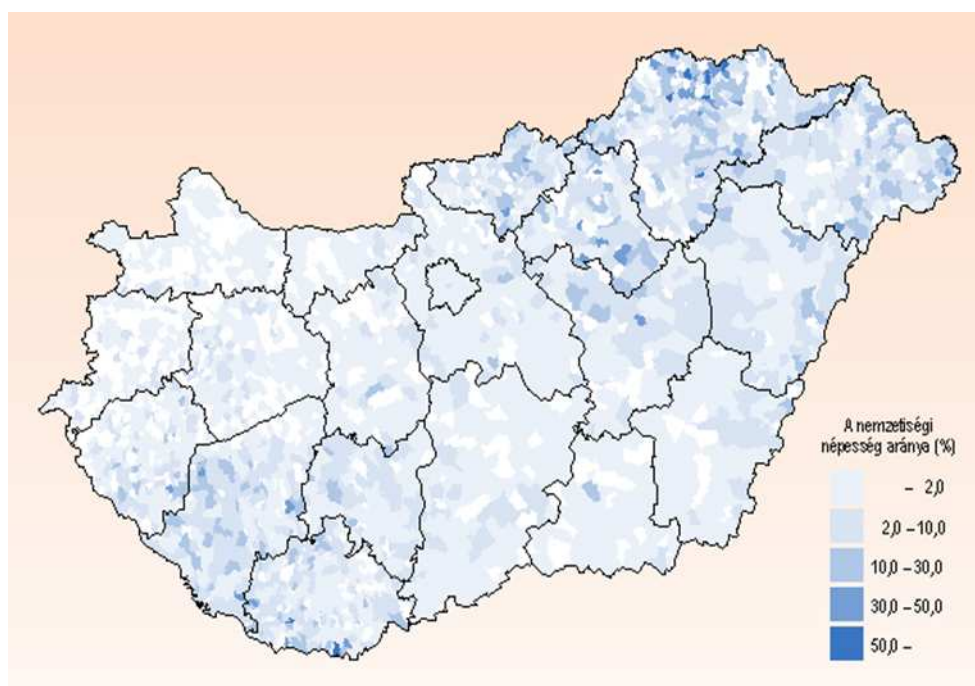 A nemzetiségi
népesség aránya (%)
– 2,0
2,0 – 10,0
10,0 – 30,0
30,0 – 50,0
50,0 –